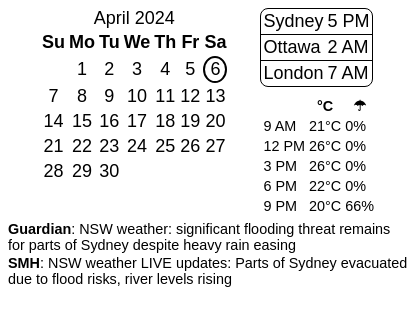 April 2024
Su Mo Tu We Th Fr Sa
1 2 3 4 5 6
7 8 9 10 11 12 13
14 15 16 17 18 19 20
21 22 23 24 25 26 27
28 29 30
Sydney 5 PM
Ottawa 2 AM
London 7 AM
°C ☂
9 AM 21°C 0%
12 PM 26°C 0%
3 PM 26°C 0%
6 PM 22°C 0%
9 PM 20°C 66%
Guardian: NSW weather: significant flooding threat remains
for parts of Sydney despite heavy rain easing
SMH: NSW weather LIVE updates: Parts of Sydney evacuated
due to flood risks, river levels rising